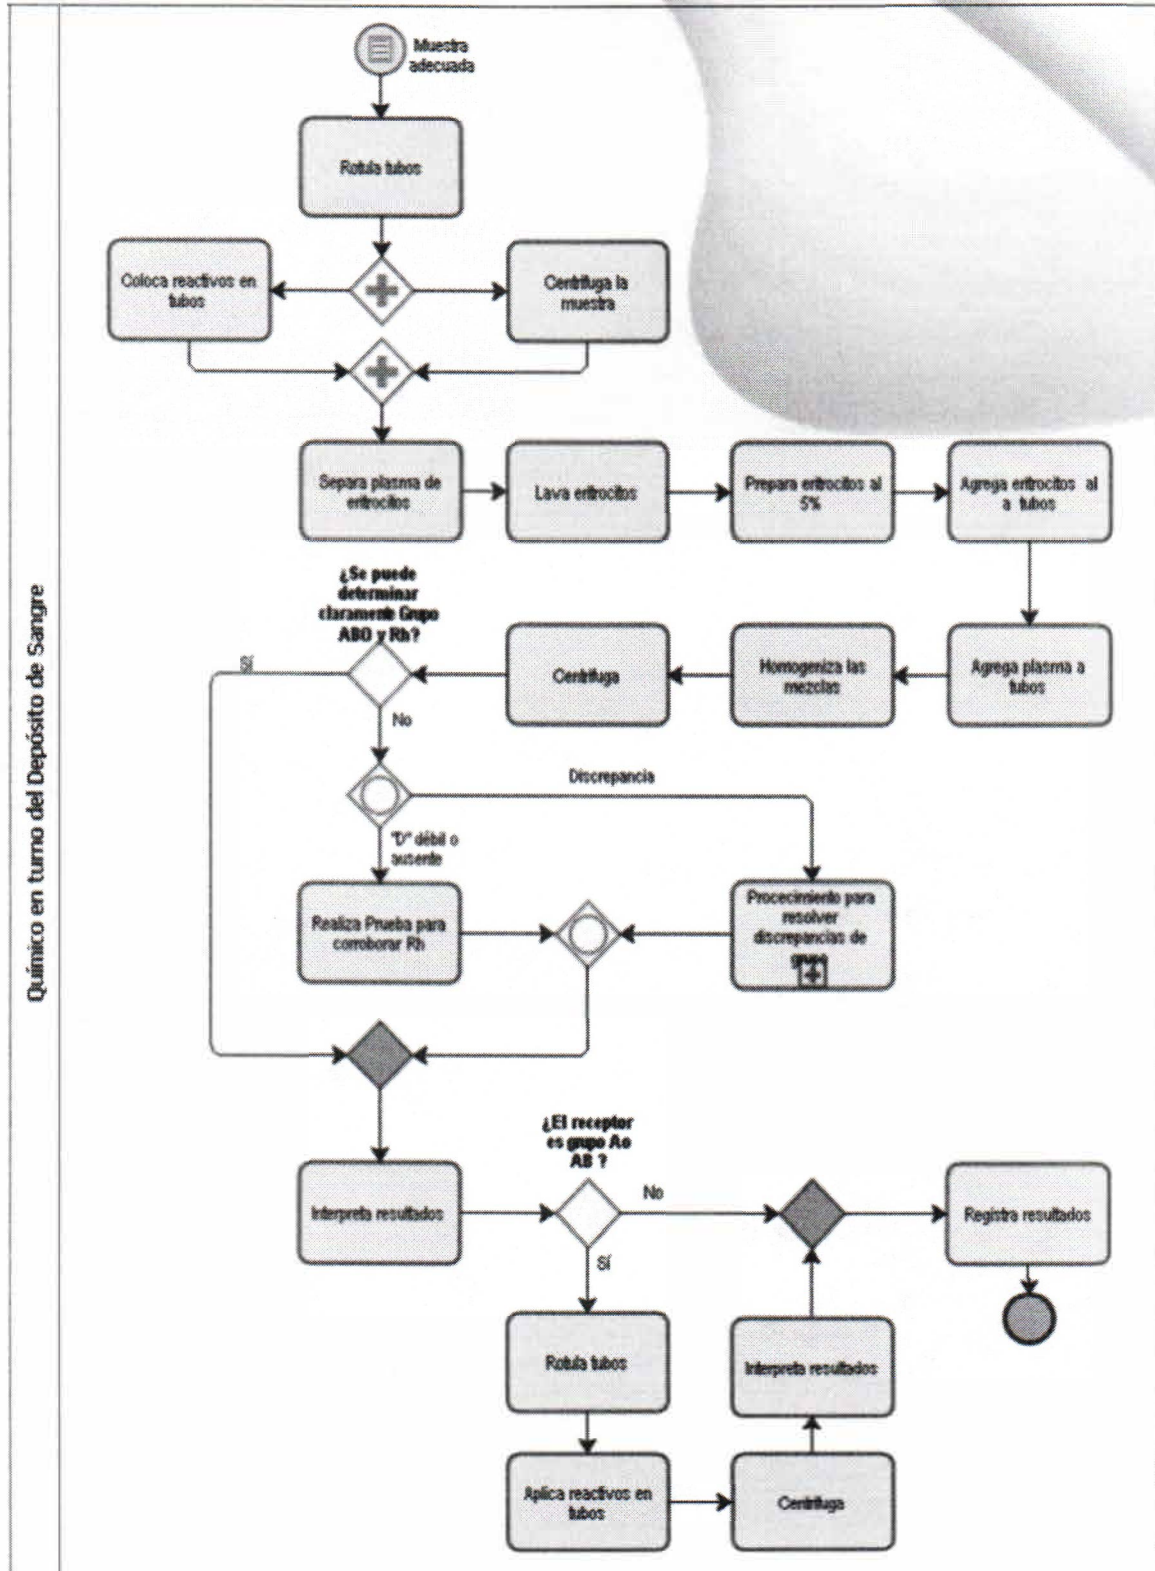 Químico en turno del Depósito de Sangre
Muestra
adecuada
Rotula tubos
Coloca reactivos en
tubos
Centrifuga la
muestra
Separa plasma de
eritrocitos
Lava eritrocitos
Prepara eritrocitos al
5%
Agrega eritrocitos al
a tubos
¿Se puede
determinar
claramente Grupo
ABO y Rh?
Sí
Centrifuga
Homogeniza las
mezclas
Agrega plasma a
tubos
No
Discrepancia
"D" débil o
ausente
Realiza Prueba para
corroborar Rh
Procecimiento para
resolver
discrepancias de
grupo
¿El receptor
es grupo A o
AB ?
Interpreta resultados
No
Registra resultados
Sí
Rotula tubos
Interpreta resultados
Aplica reactivos en
tubos
Centrifuga